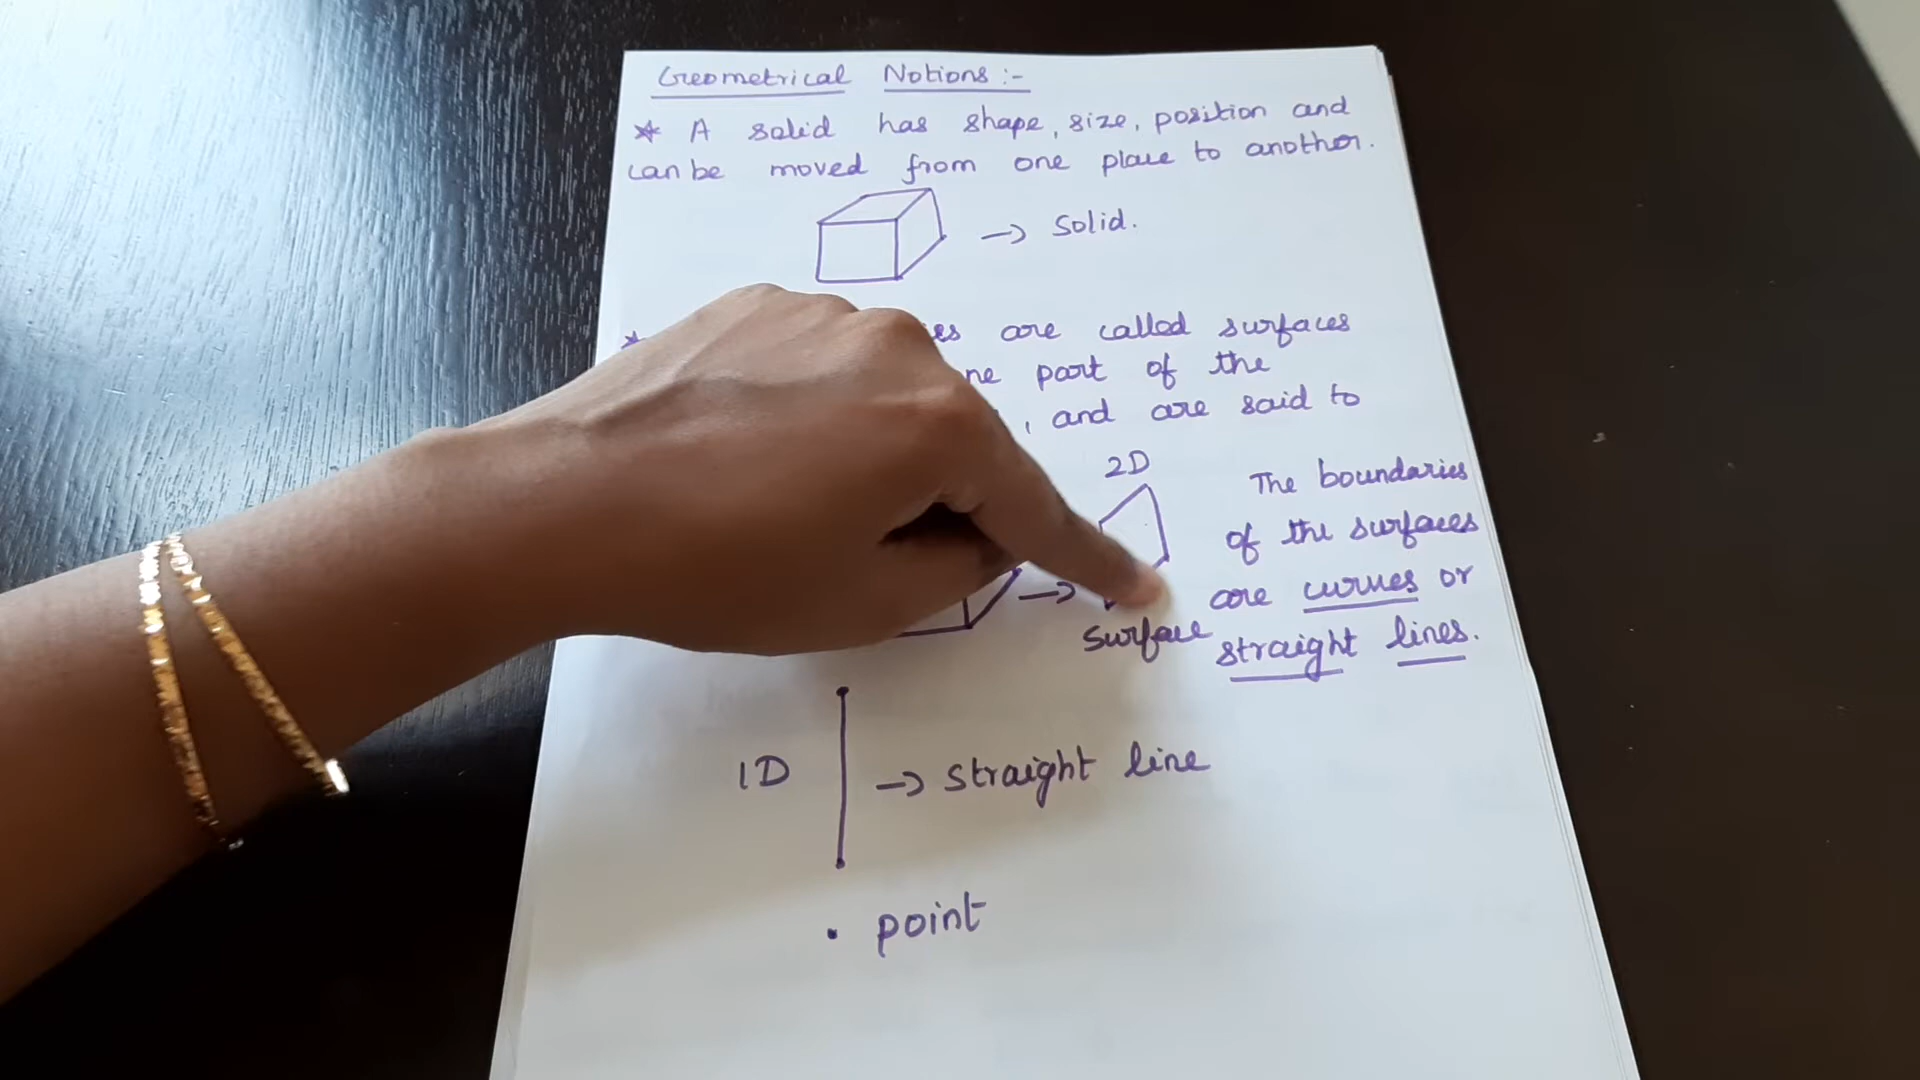 Geometrical Notions :-
* A solid has shape, size, position and
can be moved from one place to another.
→ Solid.
* are called surfaces
part of the
, and are said to
2D
The boundaries
of the surfaces
are curves or
straight lines.
→
Surface
1D → straight line
. point